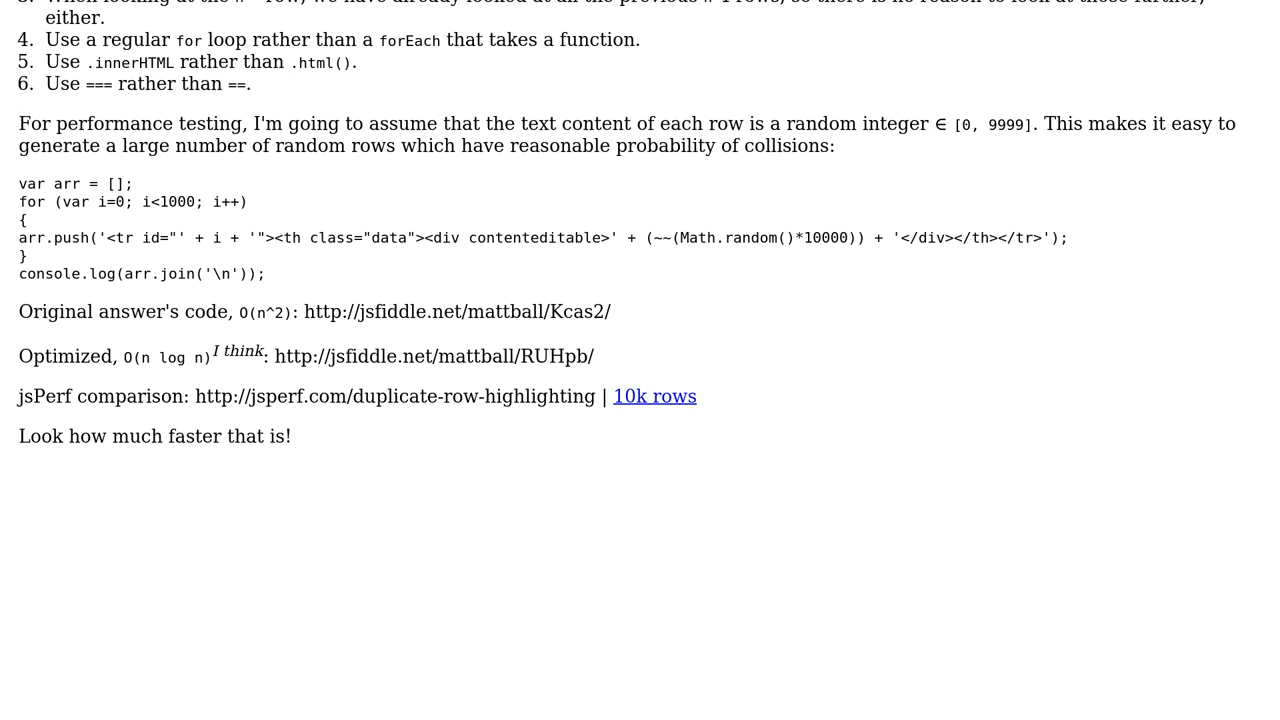 either.
4. Use a regular for loop rather than a forEach that takes a function.
5. Use .innerHTML rather than .html().
6. Use === rather than ==.
For performance testing, I'm going to assume that the text content of each row is a random integer ∈ [0, 9999]. This makes it easy to
generate a large number of random rows which have reasonable probability of collisions:
var arr = [];
for (var i=0; i<1000; i++)
{
arr.push('<tr id="' + i + '"><th class="data"><div contenteditable>' + (~~(Math.random()*10000)) + '</div></th></tr>');
}
console.log(arr.join('\n'));
Original answer's code, O(n^2): http://jsfiddle.net/mattball/Kcas2/
Optimized, O(n log n)I think: http://jsfiddle.net/mattball/RUHpb/
jsPerf comparison: http://jsperf.com/duplicate-row-highlighting | 10k rows
Look how much faster that is!